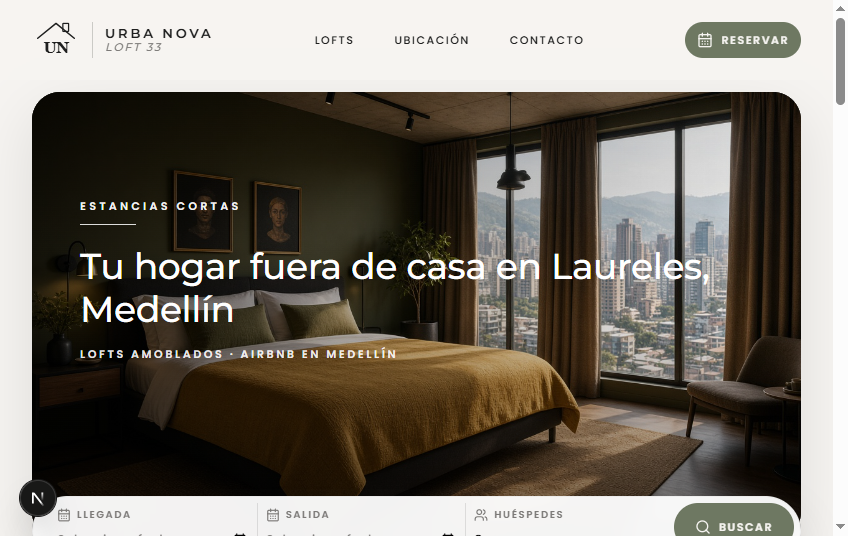 UN
URBA NOVA
LOFT 33
LOFTS
UBICACIÓN
CONTACTO
RESERVAR
ESTANCIAS CORTAS
Tu hogar fuera de casa en Laureles,
Medellín
LOFTS AMOBLADOS · AIRBNB EN MEDELLÍN
N
LLEGADA
SALIDA
HUÉSPEDES
BUSCAR